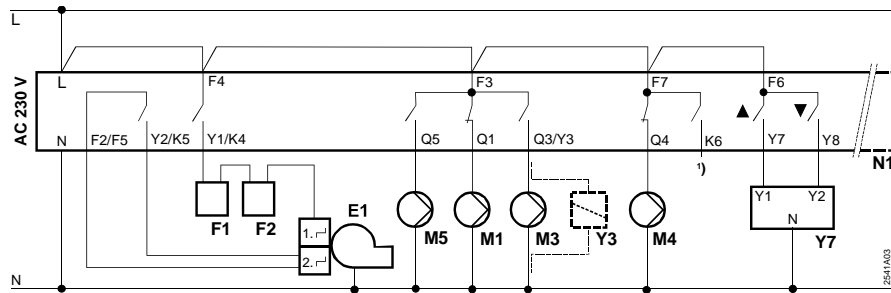 L
AC 230 V
L F4 F3 F7 F6
▲ ▼
N F2/F5 Y2/K5 Y1/K4 Q5 Q1 Q3/Y3 Q4 K6 Y7 Y8
¹) N1
Y1 Y2
N
F1 F2 E1 M5 M1 M3 Y3 M4 Y7
1.
2.
N
2541A03